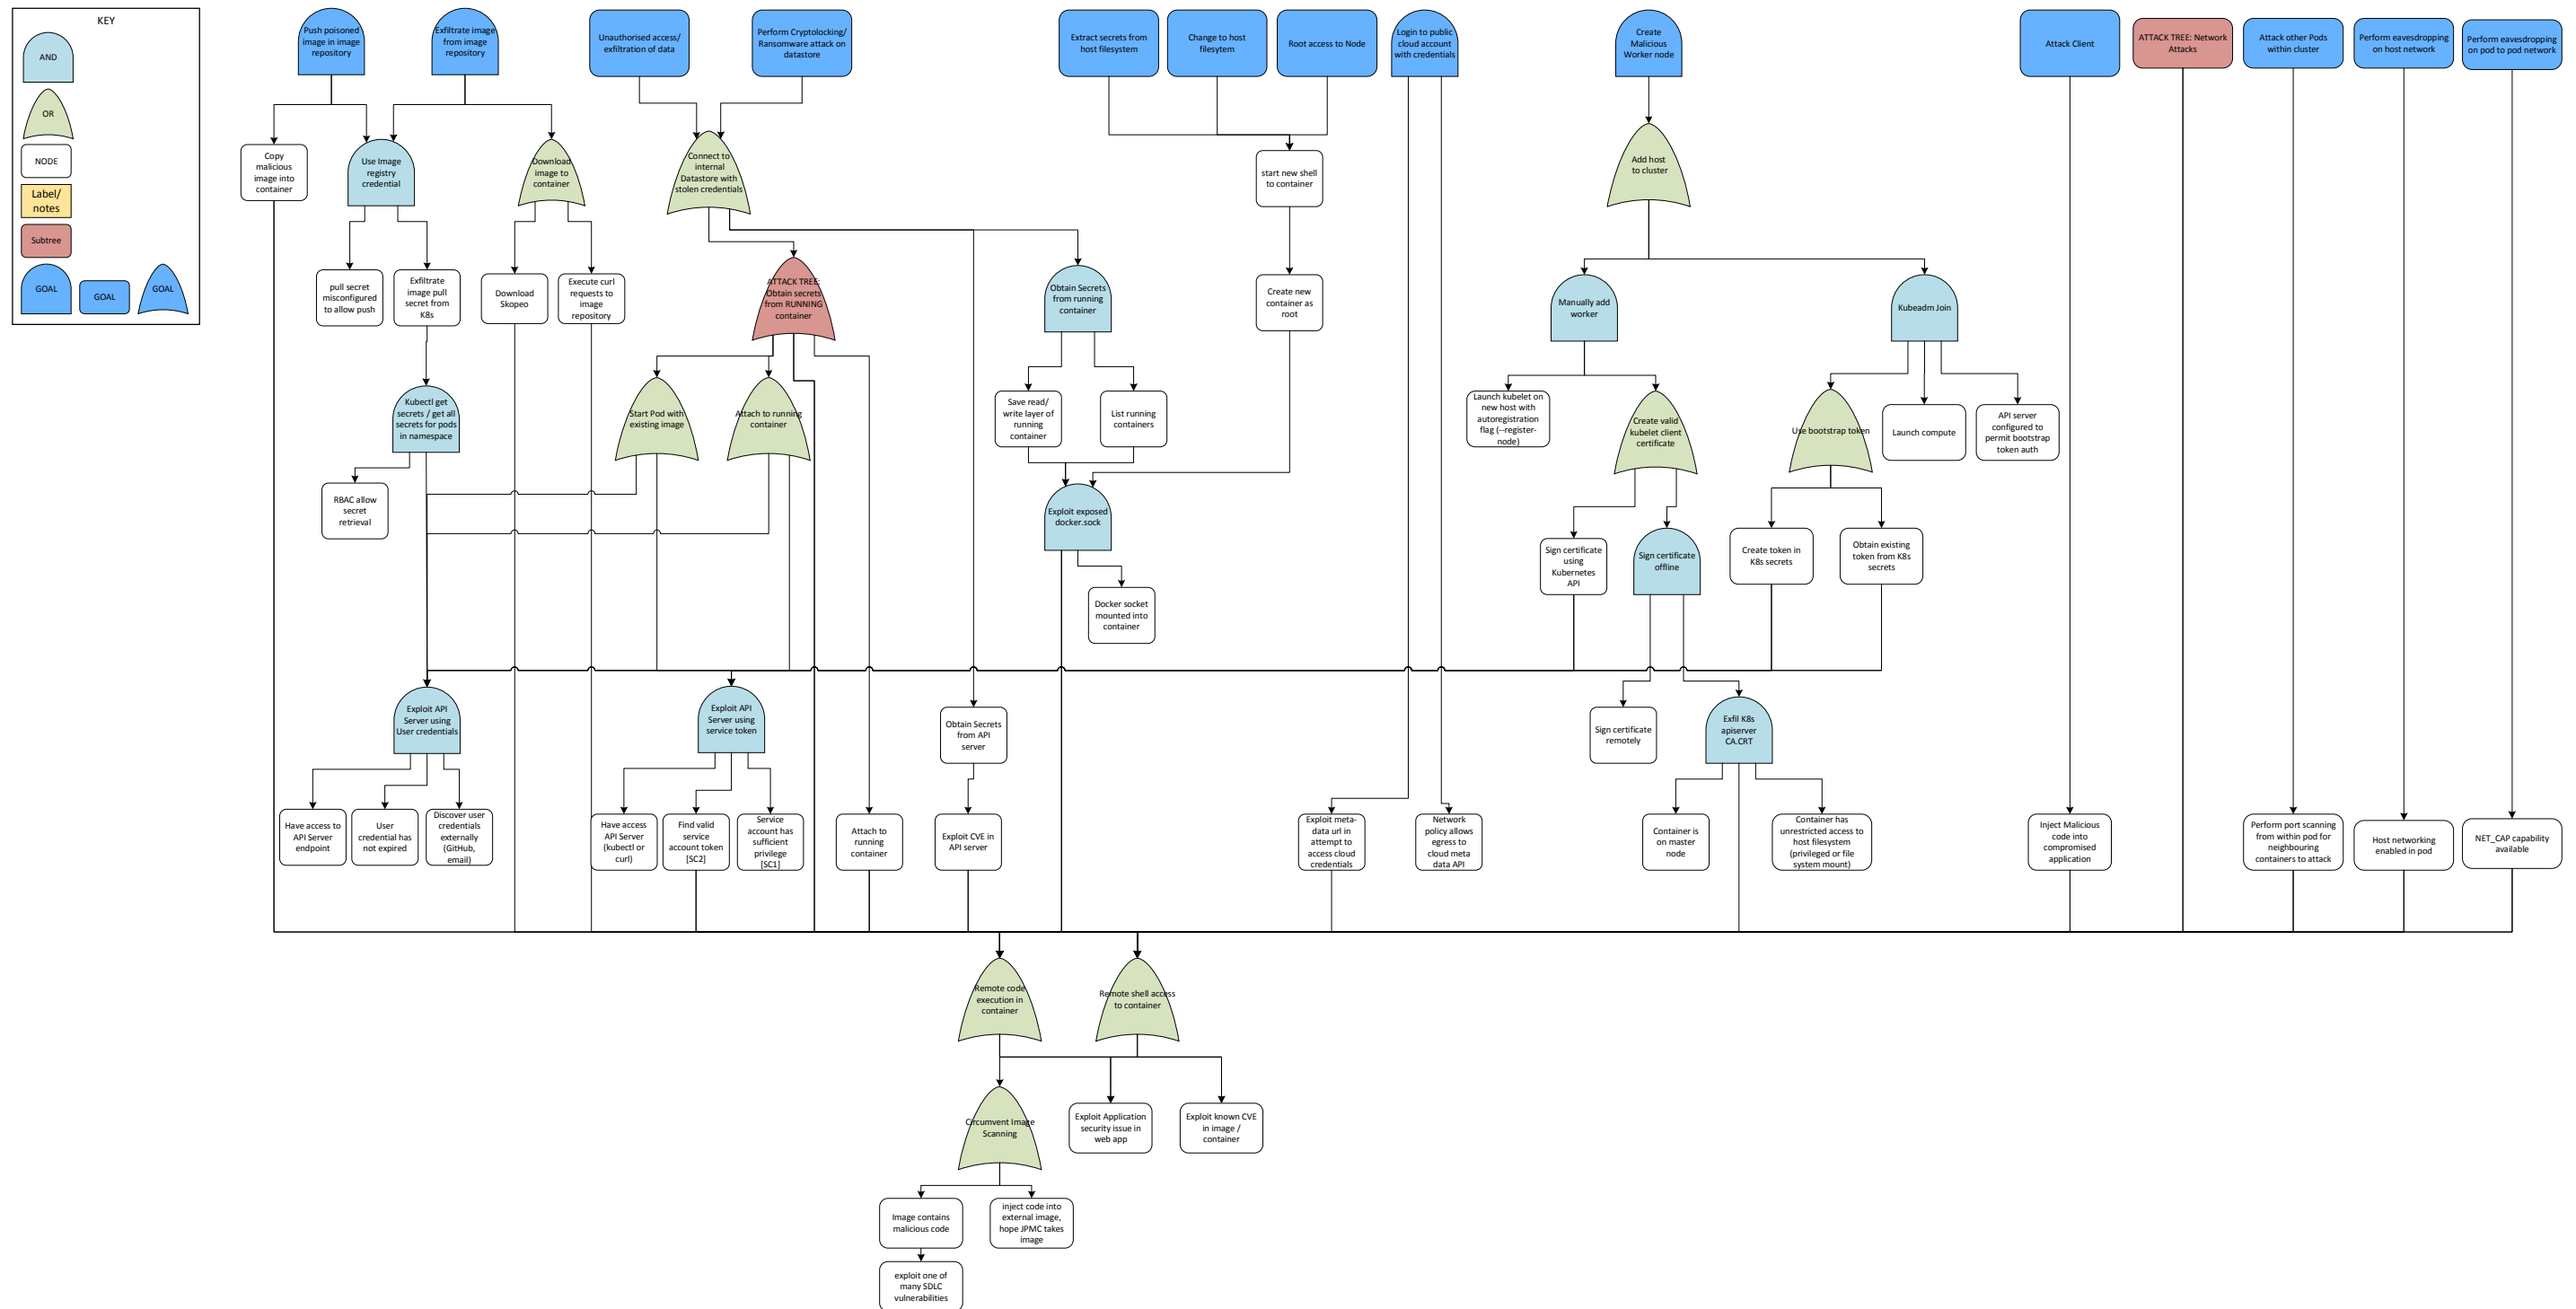 KEY
AND
OR
NODE
Label/
notes
Subtree
GOAL
GOAL
GOAL
Push poisoned
image in image
repository
Exfiltrate image
from image
repository
Unauthorised access/
exfiltration of data
Perform Cryptolocking/
Ransomware attack on
datastore
Extract secrets from
host filesystem
Change to host
filesytem
Root access to Node
Login to public
cloud account
with credentials
Create
Malicious
Worker node
Attack Client
ATTACK TREE: Network
Attacks
Attack other Pods
within cluster
Perform eavesdropping
on host network
Perform eavesdropping
on pod to pod network
Copy
malicious
image into
container
Use Image
registry
credential
Download
image to
container
Connect to
internal
Datastore with
stolen credentials
start new shell
to container
Add host
to cluster
pull secret
misconfigured
to allow push
Exfiltrate
image pull
secret from
K8s
Download
Skopeo
Execute curl
requests to
image
repository
ATTACK TREE:
Obtain secrets
from RUNNING
container
Obtain Secrets
from running
container
Create new
container as
root
Manually add
worker
Kubeadm Join
Kubectl get
secrets / get all
secrets for pods
in namespace
Start Pod with
existing image
Attach to running
container
Save read/
write layer of
running
container
List running
containers
Launch kubelet on
new host with
autoregistration
flag (--register-
node)
Create valid
kubelet client
certificate
Use bootstrap token
Launch compute
API server
configured to
permit bootstrap
token auth
RBAC allow
secret
retrieval
Exploit exposed
docker.sock
Sign certificate
using
Kubernetes
API
Sign certificate
offline
Create token in
K8s secrets
Obtain existing
token from K8s
secrets
Docker socket
mounted into
container
Exploit API
Server using
User credentials
Exploit API
Server using
service token
Obtain Secrets
from API
server
Sign certificate
remotely
Exfil K8s
apiserver
CA.CRT
Have access to
API Server
endpoint
User
credential has
not expired
Discover user
credentials
externally
(GitHub,
email)
Have access
API Server
(kubectl or
curl)
Find valid
service
account token
[SC2]
Service
account has
sufficient
privilege
[SC1]
Attach to
running
container
Exploit CVE in
API server
Exploit meta-
data url in
attempt to
access cloud
credentials
Network
policy allows
egress to
cloud meta
data API
Container is
on master
node
Container has
unrestricted access to
host filesystem
(privileged or file
system mount)
Inject Malicious
code into
compromised
application
Perform port scanning
from within pod for
neighbouring
containers to attack
Host networking
enabled in pod
NET_CAP capability
available
Remote code
execution in
container
Remote shell access
to container
Circumvent Image
Scanning
Exploit Application
security issue in
web app
Exploit known CVE
in image /
container
Image contains
malicious code
inject code into
external image,
hope JPMC takes
image
exploit one of
many SDLC
vulnerabilities